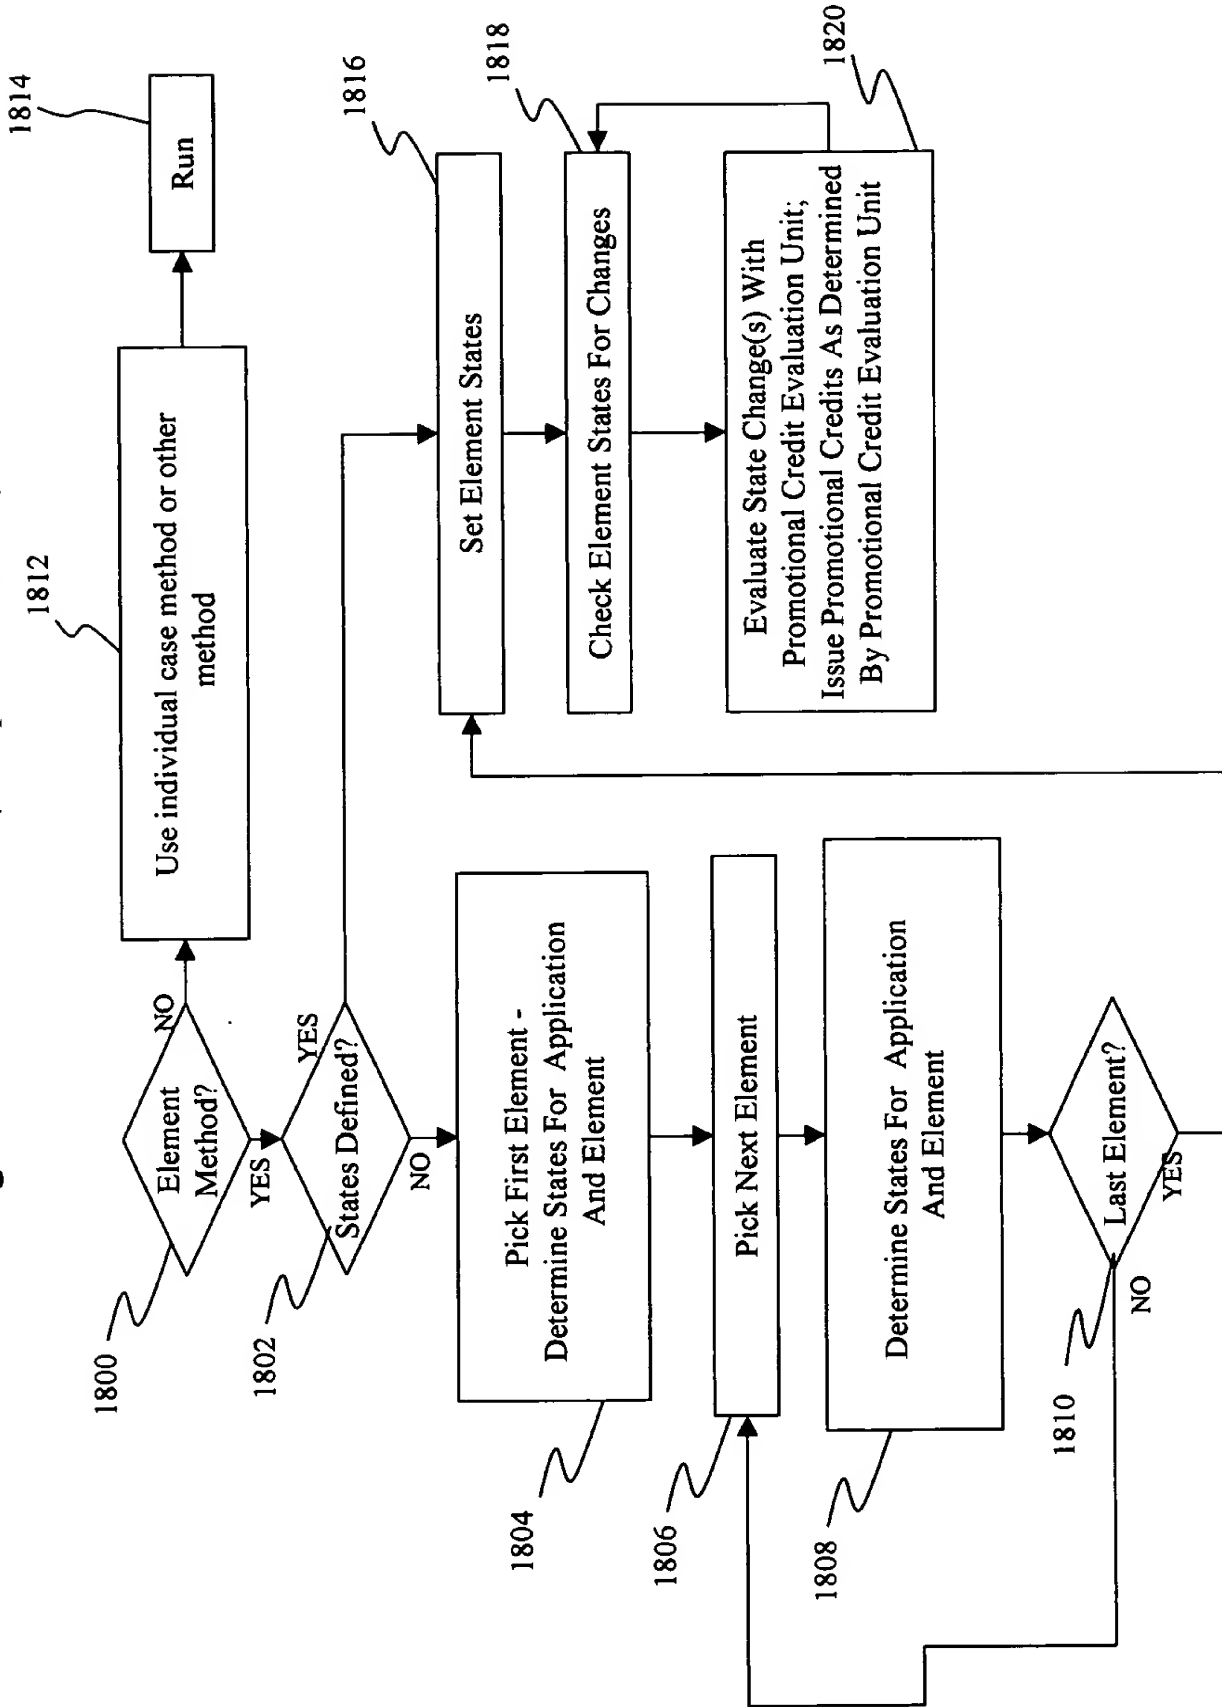 1800
Element
Method?
NO
YES
1812
Use individual case method or other
method
1814
Run
1802
States Defined?
YES
NO
1804
Pick First Element -
Determine States For Application
And Element
1806
Pick Next Element
1808
Determine States For Application
And Element
1810
Last Element?
NO
YES
1816
Set Element States
1818
Check Element States For Changes
1820
Evaluate State Change(s) With
Promotional Credit Evaluation Unit;
Issue Promotional Credits As Determined
By Promotional Credit Evaluation Unit